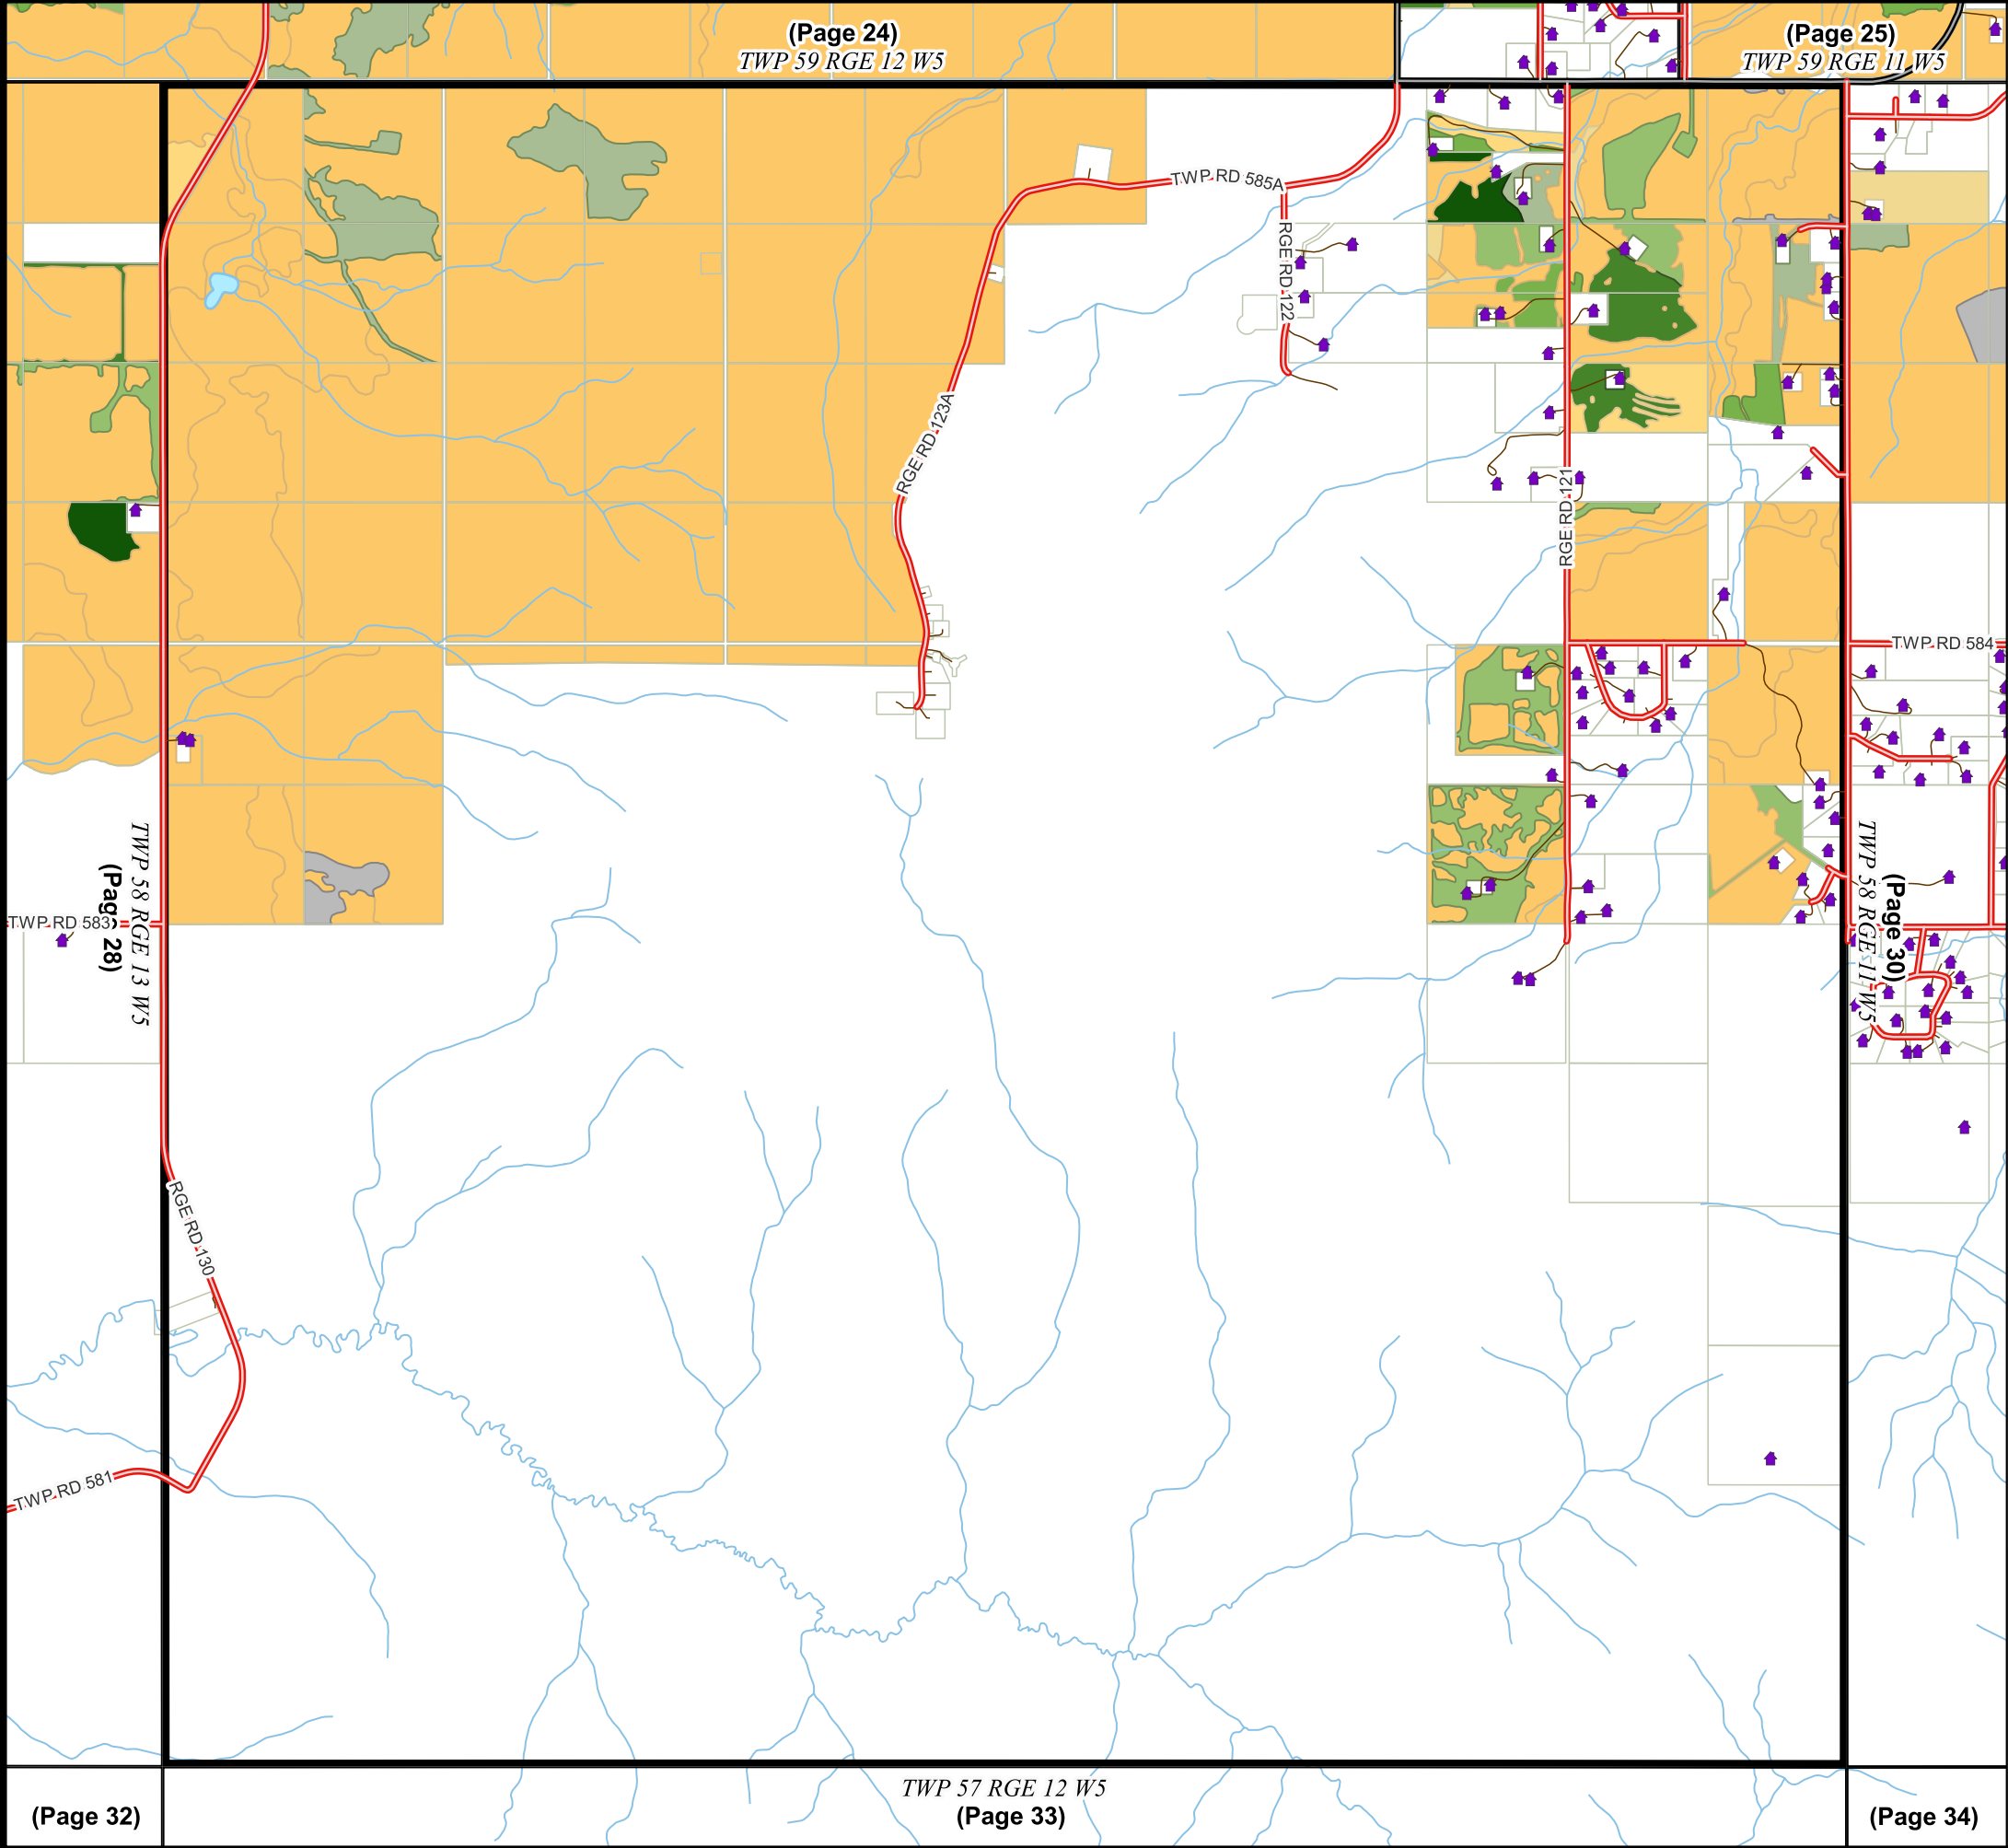 (Page 24)
TWP 59 RGE 12 W5
(Page 25)
TWP 59 RGE 11 W5
TWP RD 585A
RGE RD 122
RGE RD 123A
RGE RD 121
TWP RD 584
TWP RD 583
TWP 58 RGE 13 W5
(Page 28)
TWP 58 RGE 11 W5
(Page 30)
RGE RD 130
TWP RD 581
TWP 57 RGE 12 W5
(Page 32)
(Page 33)
(Page 34)